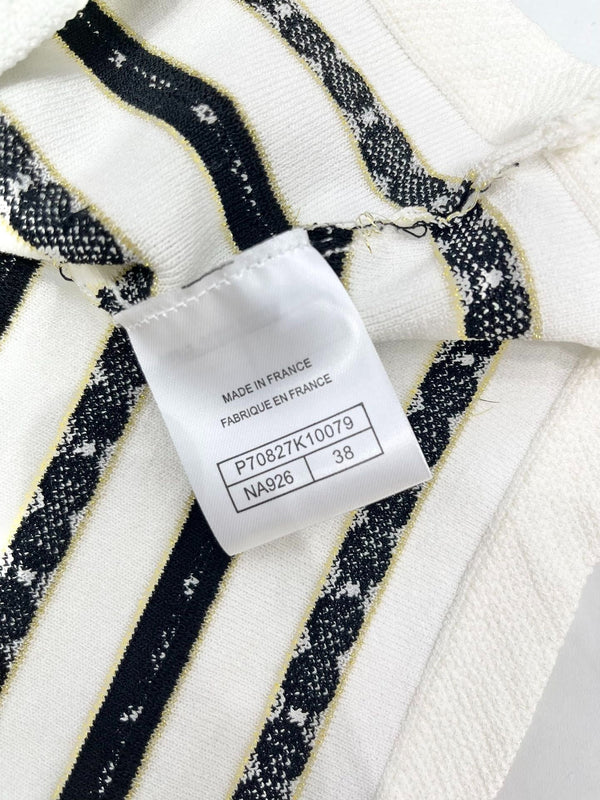 MADE IN FRANCE
FABRIQUE EN FRANCE
P70827K10079
NA926 38